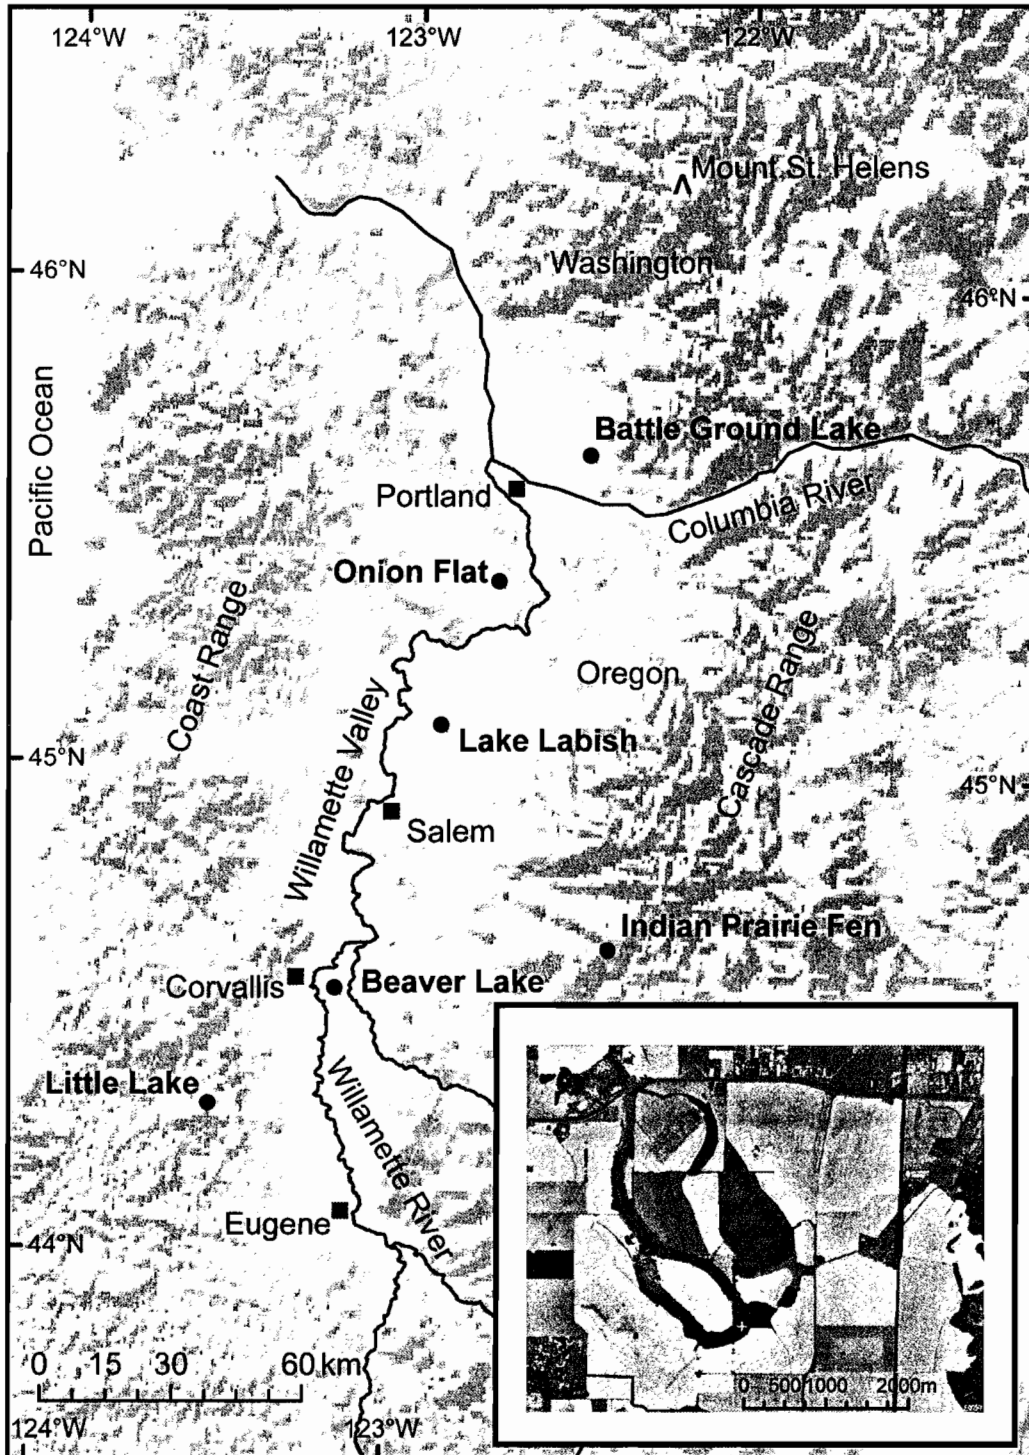 124°W
123°W
122°W
Mount St. Helens
^
Washington
46°N
46°N
Pacific Ocean
Battle Ground Lake
Portland
Columbia River
Onion Flat
Coast Range
Oregon
Cascade Range
Willamette Valley
Lake Labish
45°N
45°N
Salem
Indian Prairie Fen
Corvallis
Beaver Lake
Little Lake
Willamette River
Eugene
44°N
0 15 30 60 km
0 500 1000 2000m
124°W
123°W